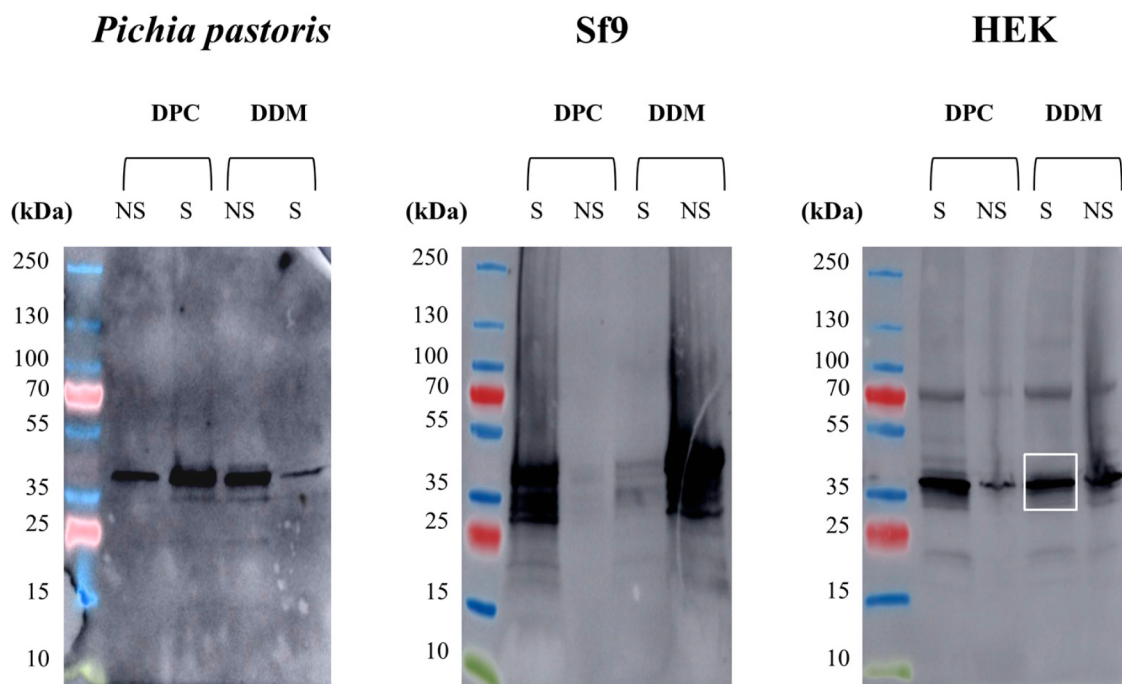 Pichia pastoris Sf9 HEK
DPC DDM DPC DDM DPC DDM
(kDa) NS S NS S (kDa) S NS S NS (kDa) S NS S NS
250 250 250
130 130 130
100 100 100
70 70 70
55 55 55
35 35 35
25 25 25
15 15 15
10 10 10